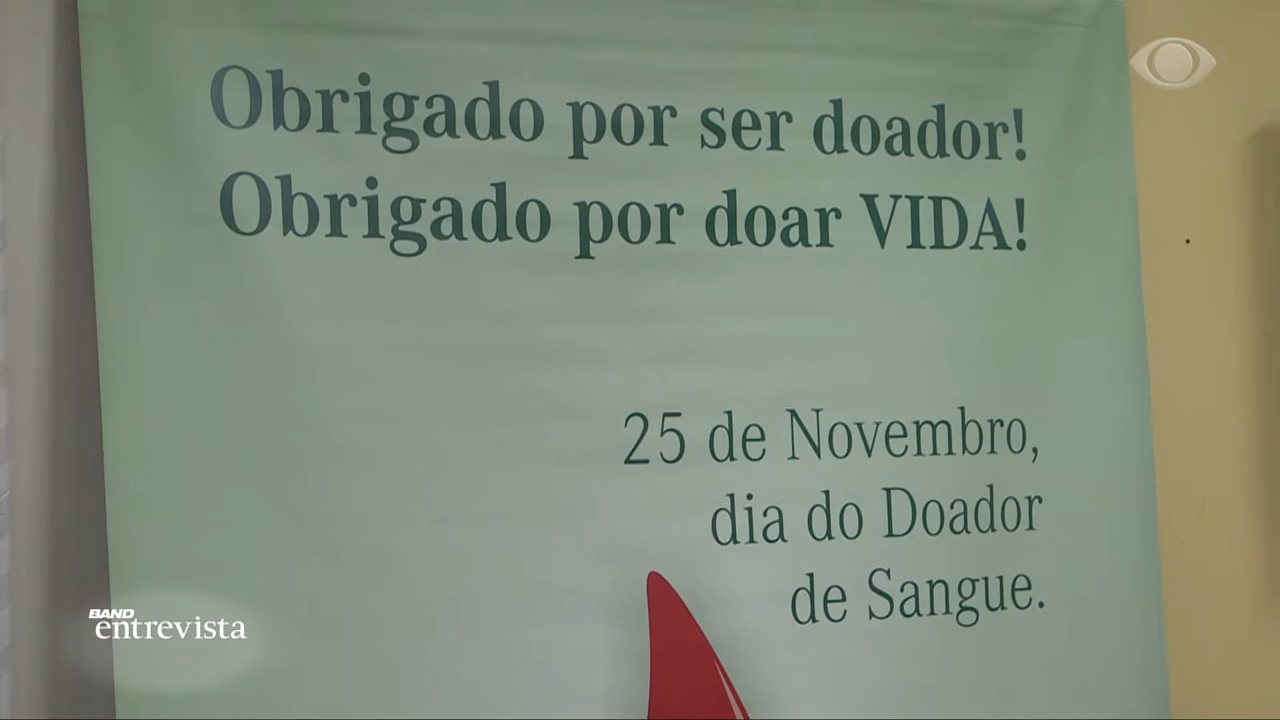 Obrigado por ser doador!
Obrigado por doar VIDA!
25 de Novembro,
dia do Doador
de Sangue.
BAND
entrevista